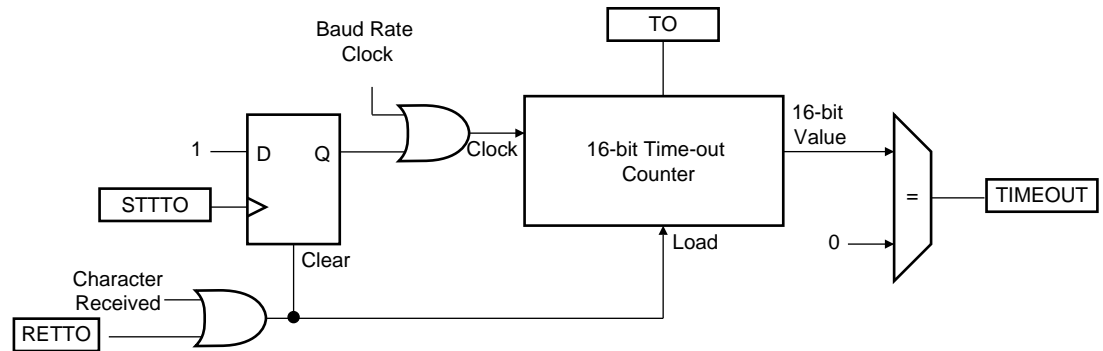 TO
Baud Rate
Clock
16-bit
Value
1
D
Q
Clock
16-bit Time-out
Counter
STTTO
=
TIMEOUT
0
Load
Clear
Character
Received
RETTO